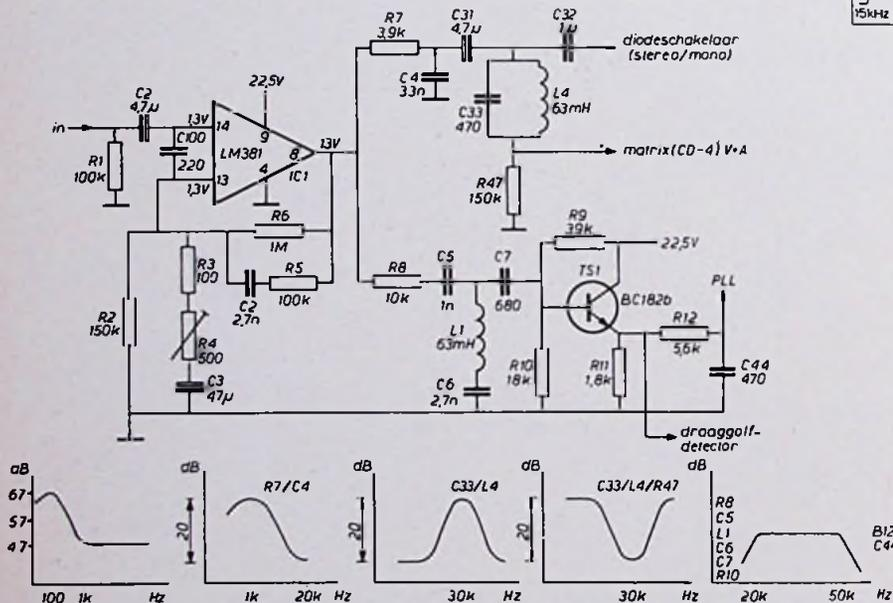 15kHz
R7
3,9k
C31
4,7µ
C32
1µ
diodeschakelaar
(stereo/mono)
C4
33n
C33
470
L4
63mH
matrix (CD-4) V+A
R47
150k
in
C2
4,7µ
22,5V
1,3V
14
C100
220
LM381
9
8
13V
4
IC1
13
1,3V
R1
100k
R6
1M
R3
100
C2
2,7n
R5
100k
R2
150k
R4
500
C3
47µ
R8
10k
C5
1n
C7
680
L1
63mH
C6
2,7n
R9
39k
22,5V
TS1
BC182b
PLL
R12
5,6k
R10
18k
R11
1,8k
C44
470
draaggolf-
detector
dB
67
57
47
100 1k Hz
dB
R7/C4
20
1k 20k Hz
dB
C33/L4
20
30k Hz
dB
C33/L4/R47
20
30k Hz
dB
R8
C5
L1
C6
C7
R10
20k 50k Hz